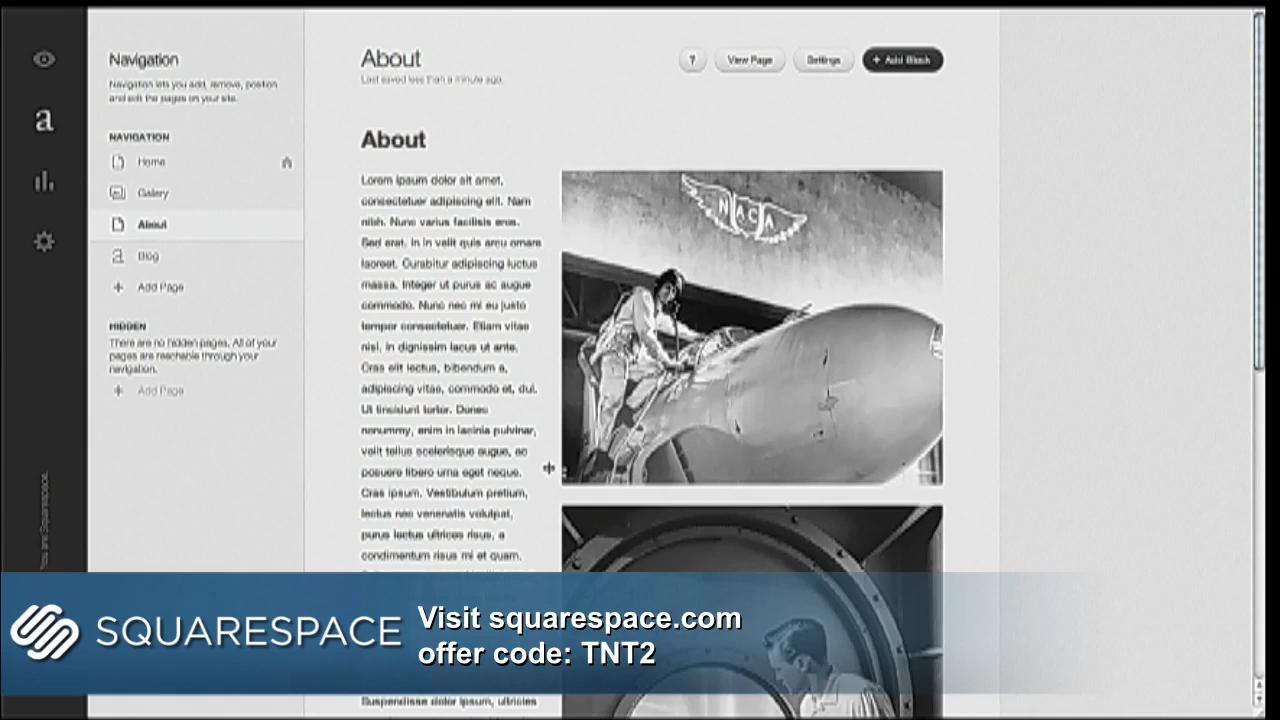 Navigation
Navigation lets you add, remove, position
and edit the pages on your site.
NAVIGATION
Home
Gallery
About
Blog
Add Page
HIDDEN
There are no hidden pages. All of your
pages are reachable through your
navigation.
Add Page
You are Squarespace.
About
Last saved less than a minute ago.
?
View Page
Settings
+ Add Block
About
Lorem ipsum dolor sit amet,
consectetuer adipiscing elit. Nam
nibh. Nunc varius facilisis eros.
Sed erat. In in velit quis arcu ornare
laoreet. Curabitur adipiscing luctus
massa. Integer ut purus ac augue
commodo. Nunc nec mi eu justo
tempor consectetuer. Etiam vitae
nisl. In dignissim lacus ut ante.
Cras elit lectus, bibendum a,
adipiscing vitae, commodo et, dui.
Ut tincidunt tortor. Donec
nonummy, enim in lacinia pulvinar,
velit tellus scelerisque augue, ac
posuere libero urna eget neque.
Cras ipsum. Vestibulum pretium,
lectus nec venenatis volutpat,
purus lectus ultrices risus, a
condimentum risus mi et quam.
Suspendisse dolor ipsum, ultricies
NACA
SQUARESPACE
Visit squarespace.com
offer code: TNT2